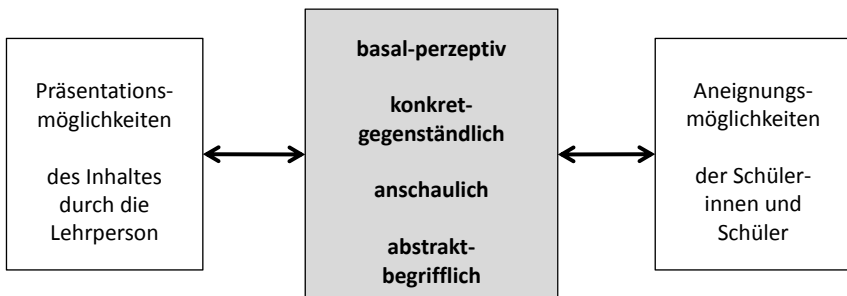 Präsentations-
möglichkeiten
des Inhaltes
durch die
Lehrperson
basal-perzeptiv
konkret-
gegenständlich
anschaulich
abstrakt-
begrifflich
Aneignungs-
möglichkeiten
der Schüler-
innen und
Schüler